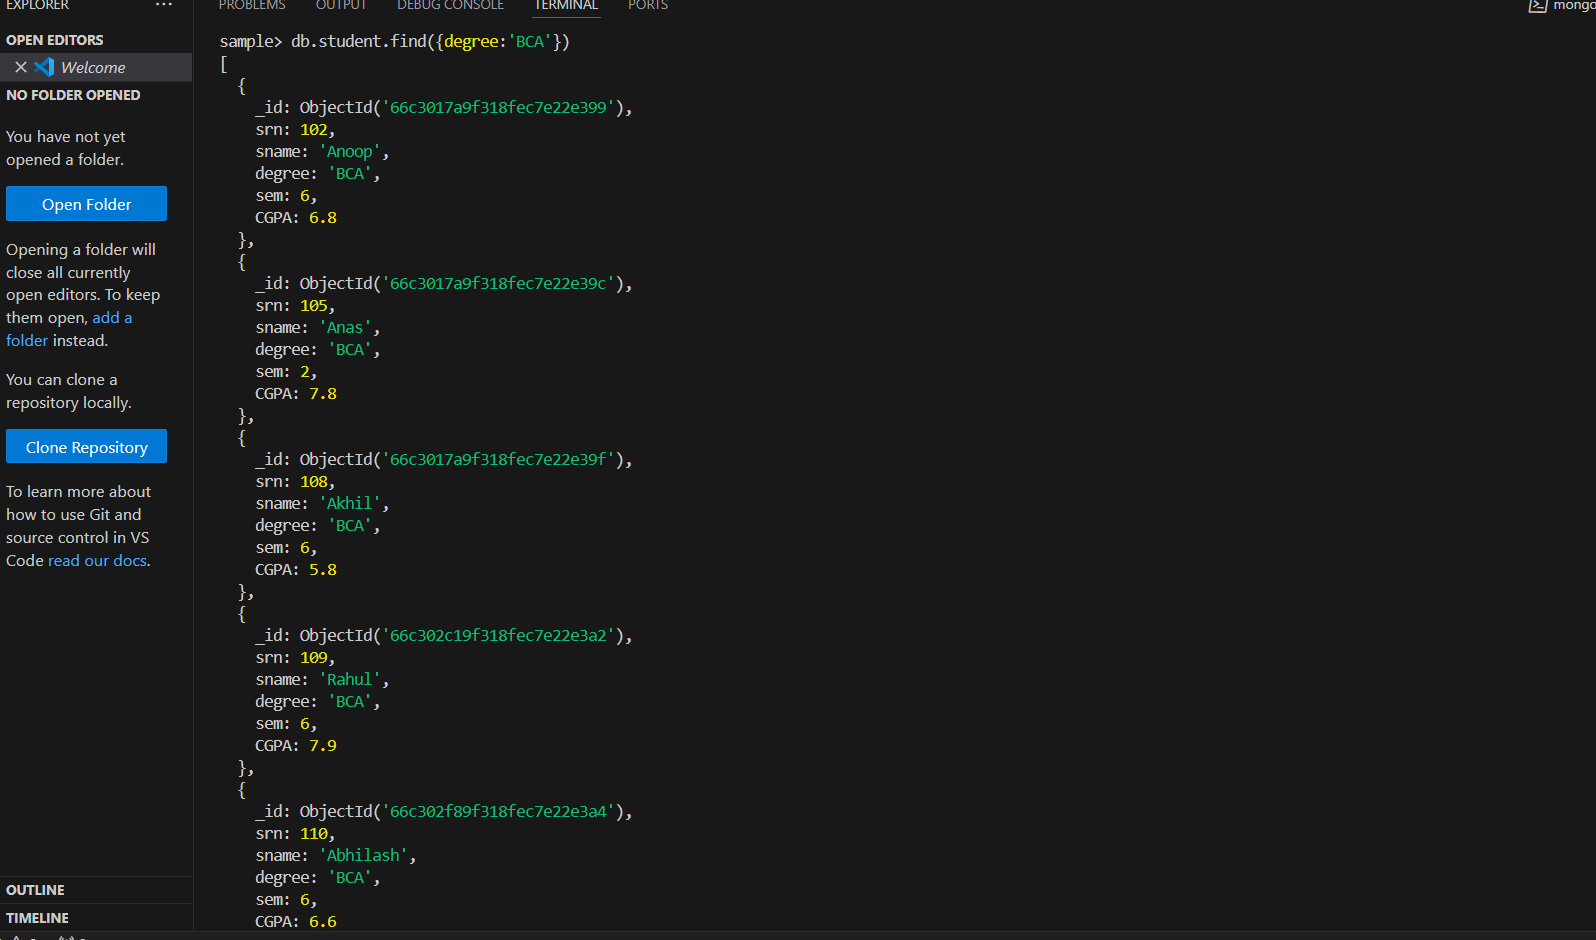 EXPLORER ···
PROBLEMS OUTPUT DEBUG CONSOLE TERMINAL PORTS
OPEN EDITORS
Welcome
NO FOLDER OPENED
You have not yet
opened a folder.
Open Folder
Opening a folder will
close all currently
open editors. To keep
them open, add a
folder instead.
You can clone a
repository locally.
Clone Repository
To learn more about
how to use Git and
source control in VS
Code read our docs.
OUTLINE
TIMELINE
sample> db.student.find({degree:'BCA'})
[
{
_id: ObjectId('66c3017a9f318fec7e22e399'),
srn: 102,
sname: 'Anoop',
degree: 'BCA',
sem: 6,
CGPA: 6.8
},
{
_id: ObjectId('66c3017a9f318fec7e22e39c'),
srn: 105,
sname: 'Anas',
degree: 'BCA',
sem: 2,
CGPA: 7.8
},
{
_id: ObjectId('66c3017a9f318fec7e22e39f'),
srn: 108,
sname: 'Akhil',
degree: 'BCA',
sem: 6,
CGPA: 5.8
},
{
_id: ObjectId('66c302c19f318fec7e22e3a2'),
srn: 109,
sname: 'Rahul',
degree: 'BCA',
sem: 6,
CGPA: 7.9
},
{
_id: ObjectId('66c302f89f318fec7e22e3a4'),
srn: 110,
sname: 'Abhilash',
degree: 'BCA',
sem: 6,
CGPA: 6.6